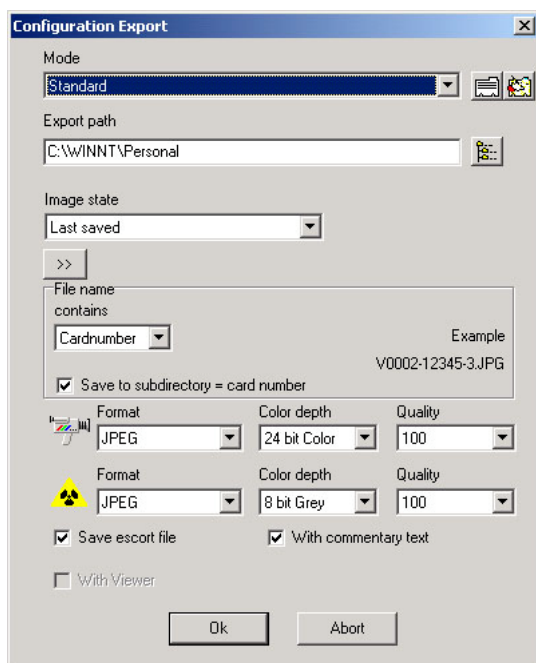 Configuration Export
Mode
Standard
Export path
C:\WINNT\Personal
Image state
Last saved
>>
File name
contains
Cardnumber
Example
V0002-12345-3.JPG
Save to subdirectory = card number
Format Color depth Quality
JPEG 24 bit Color 100
Format Color depth Quality
JPEG 8 bit Grey 100
Save escort file With commentary text
With Viewer
Ok Abort